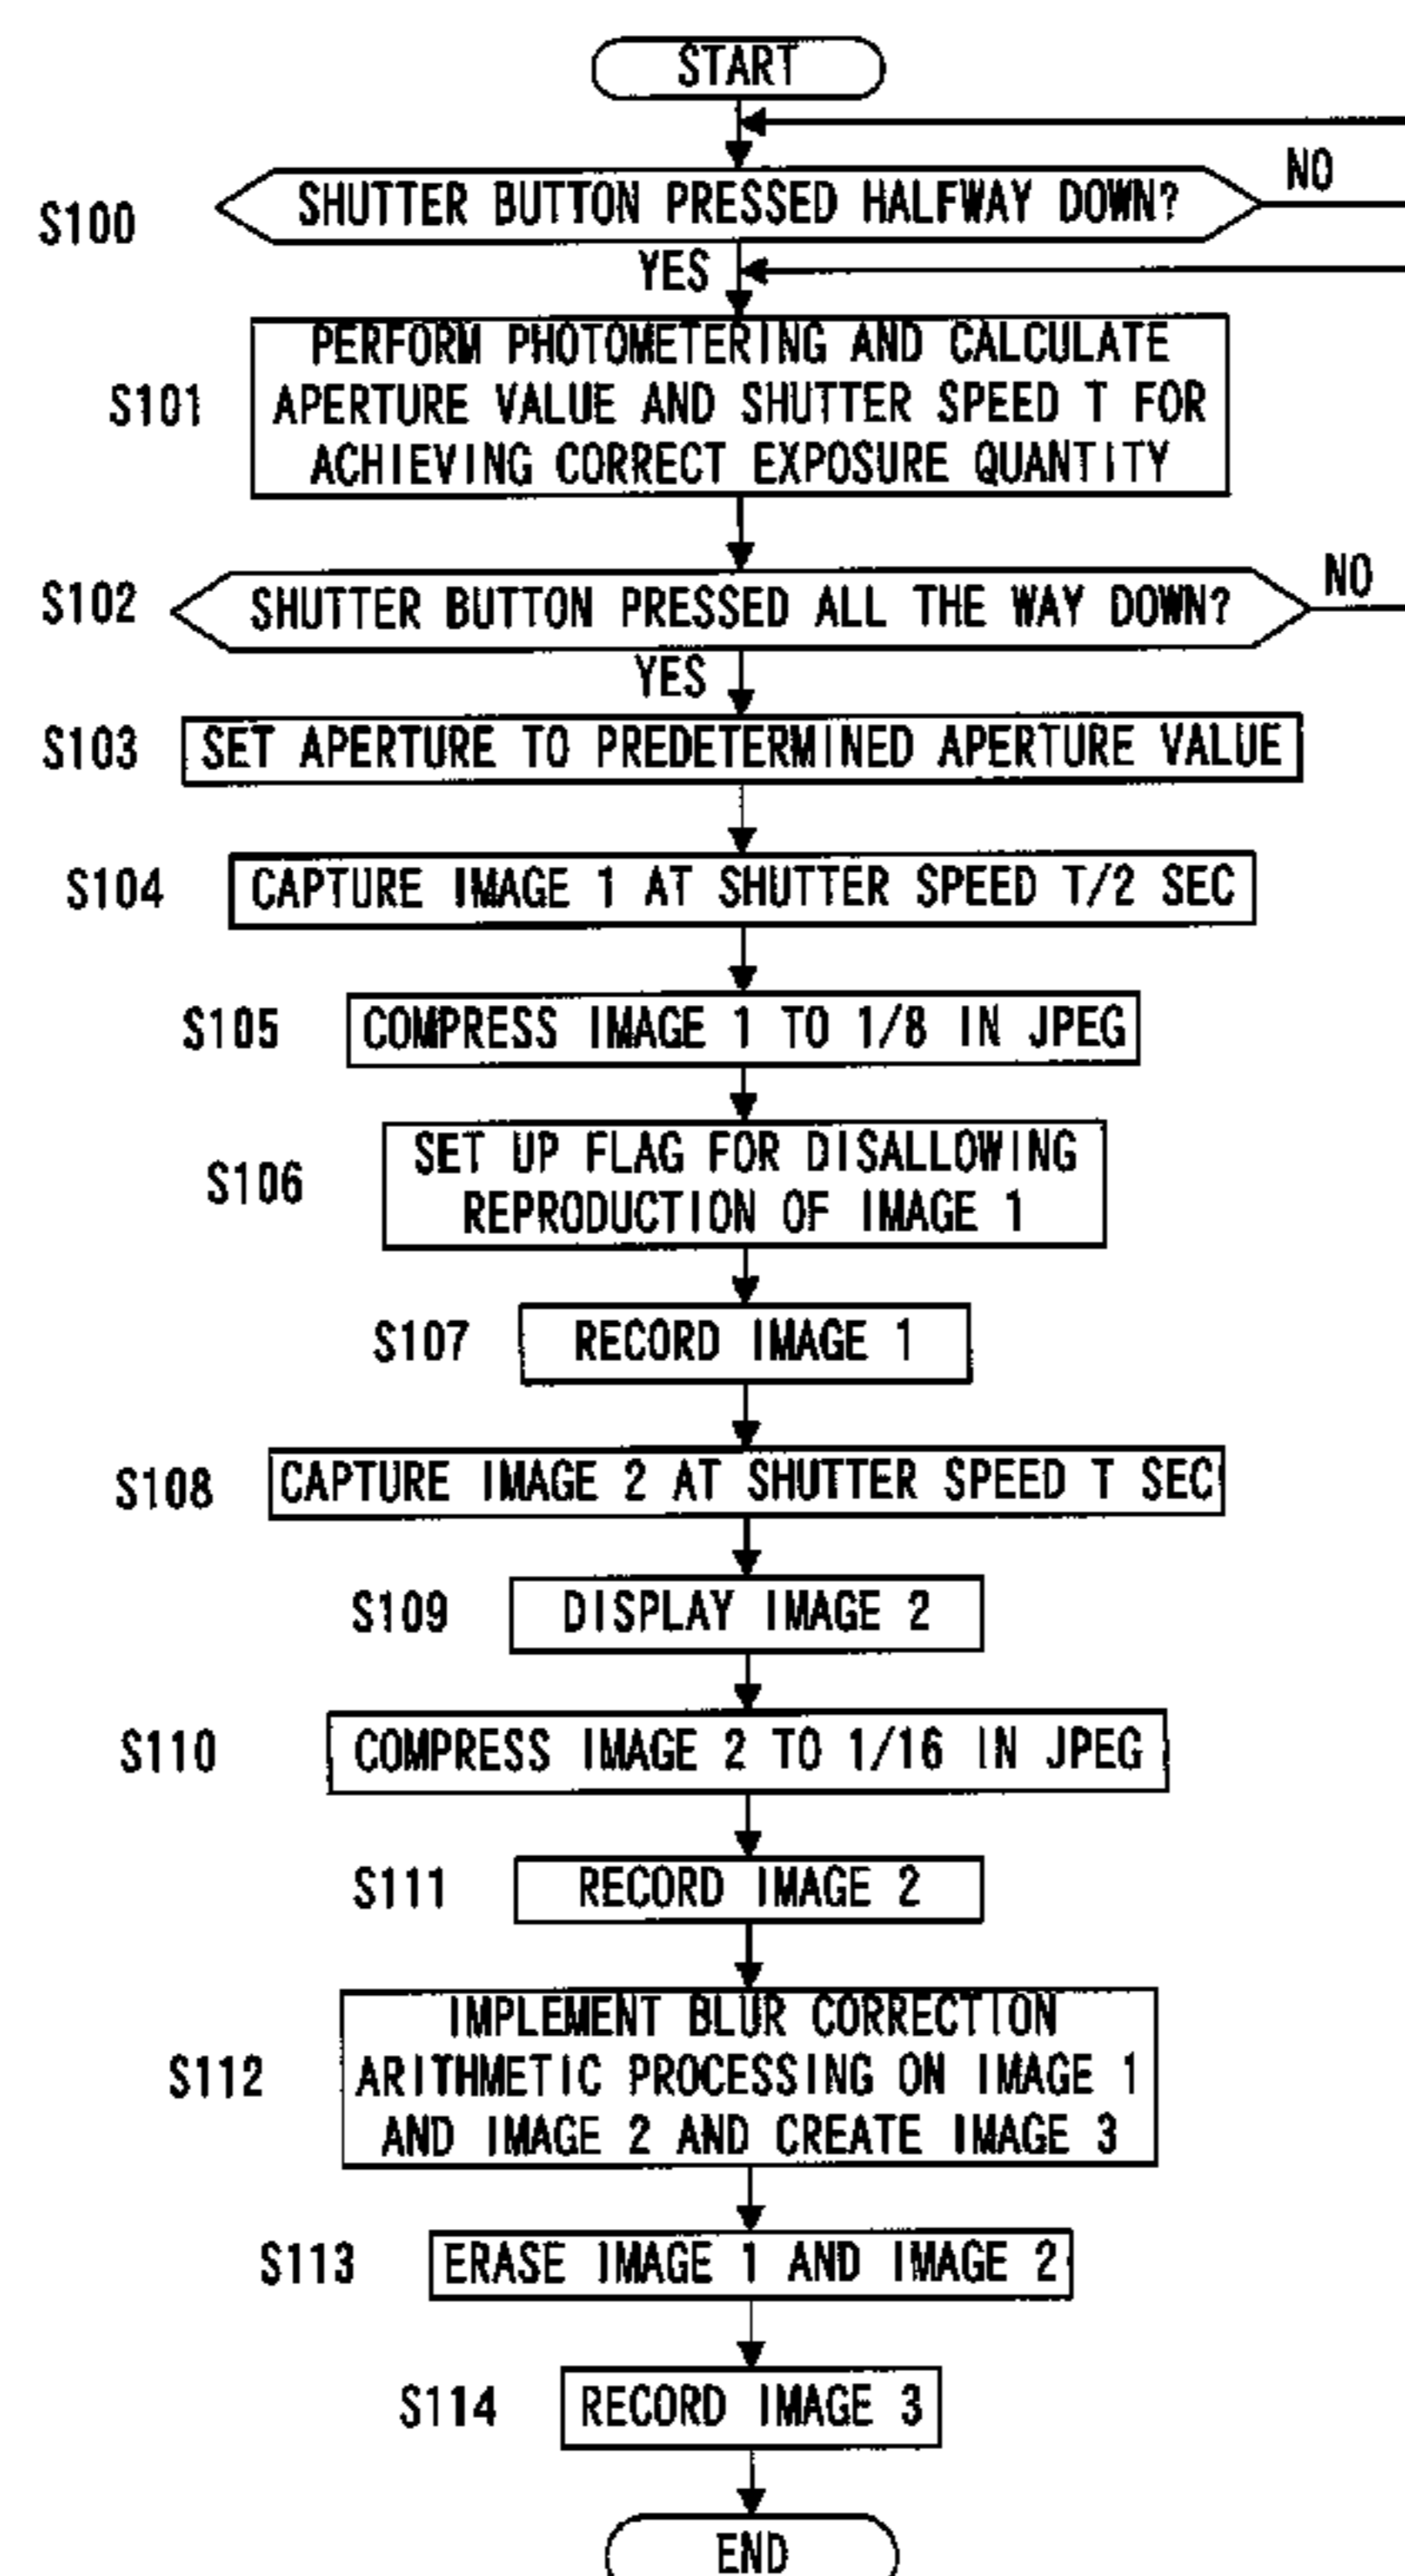 START
NO
S100
SHUTTER BUTTON PRESSED HALFWAY DOWN?
YES
S101
PERFORM PHOTOMETERING AND CALCULATE
APERTURE VALUE AND SHUTTER SPEED T FOR
ACHIEVING CORRECT EXPOSURE QUANTITY
NO
S102
SHUTTER BUTTON PRESSED ALL THE WAY DOWN?
YES
S103
SET APERTURE TO PREDETERMINED APERTURE VALUE
S104
CAPTURE IMAGE 1 AT SHUTTER SPEED T/2 SEC
S105
COMPRESS IMAGE 1 TO 1/8 IN JPEG
S106
SET UP FLAG FOR DISALLOWING
REPRODUCTION OF IMAGE 1
S107
RECORD IMAGE 1
S108
CAPTURE IMAGE 2 AT SHUTTER SPEED T SEC
S109
DISPLAY IMAGE 2
S110
COMPRESS IMAGE 2 TO 1/16 IN JPEG
S111
RECORD IMAGE 2
S112
IMPLEMENT BLUR CORRECTION
ARITHMETIC PROCESSING ON IMAGE 1
AND IMAGE 2 AND CREATE IMAGE 3
S113
ERASE IMAGE 1 AND IMAGE 2
S114
RECORD IMAGE 3
END